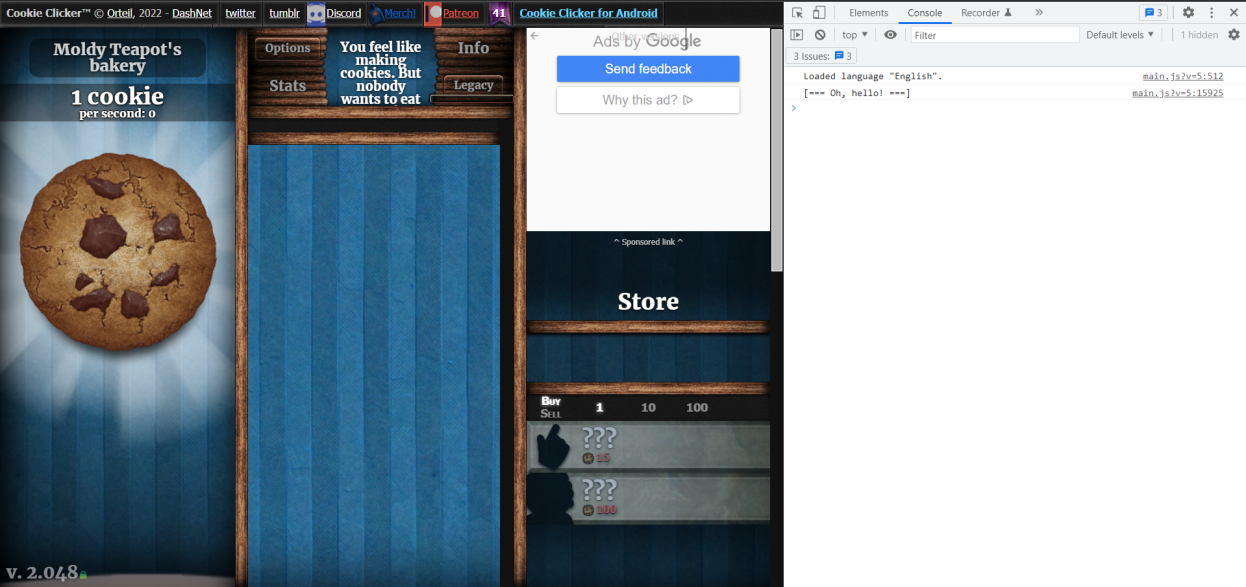 Cookie Clicker™ © Orteil, 2022 - DashNet
twitter
tumblr
Discord
Merch!
Patreon
41
Cookie Clicker for Android
Moldy Teapot's
bakery
1 cookie
per second: 0
v. 2.048
Options
Stats
You feel like
making
cookies. But
nobody
wants to eat
Info
Legacy
Other versions
Ads by Google
Send feedback
Why this ad?
^ Sponsored link ^
Store
Buy
Sell
1 10 100
???
15
???
100
Elements Console Recorder » 3
top Filter Default levels 1 hidden
3 Issues: 3
Loaded language "English". main.js?v=5:512
[=== Oh, hello! ===] main.js?v=5:15925